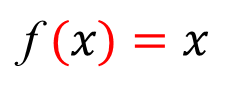 f(x) = x